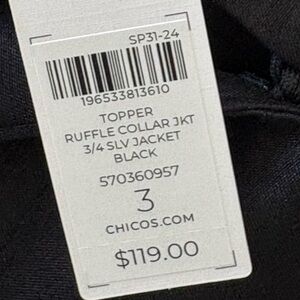 SP31-24
196533813610
TOPPER
RUFFLE COLLAR JKT
3/4 SLV JACKET
BLACK
570360957
3
CHICOS.COM
$119.00